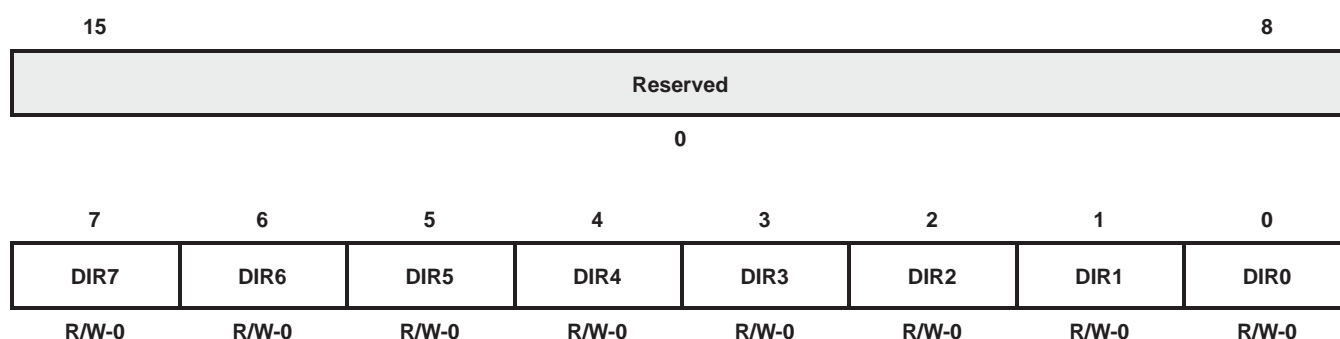 15 8
Reserved
0
7 6 5 4 3 2 1 0
DIR7 DIR6 DIR5 DIR4 DIR3 DIR2 DIR1 DIR0
R/W-0 R/W-0 R/W-0 R/W-0 R/W-0 R/W-0 R/W-0 R/W-0